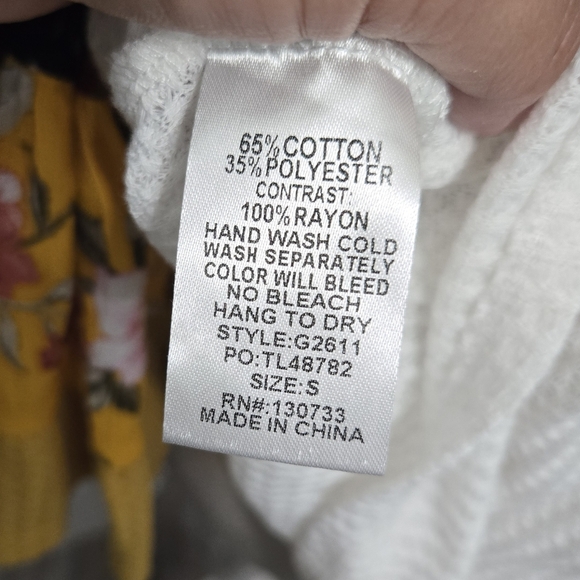 65% COTTON
35% POLYESTER
CONTRAST:
100% RAYON
HAND WASH COLD
WASH SEPARATELY
COLOR WILL BLEED
NO BLEACH
HANG TO DRY
STYLE:G2611
PO:TL48782
SIZE:S
RN#:130733
MADE IN CHINA